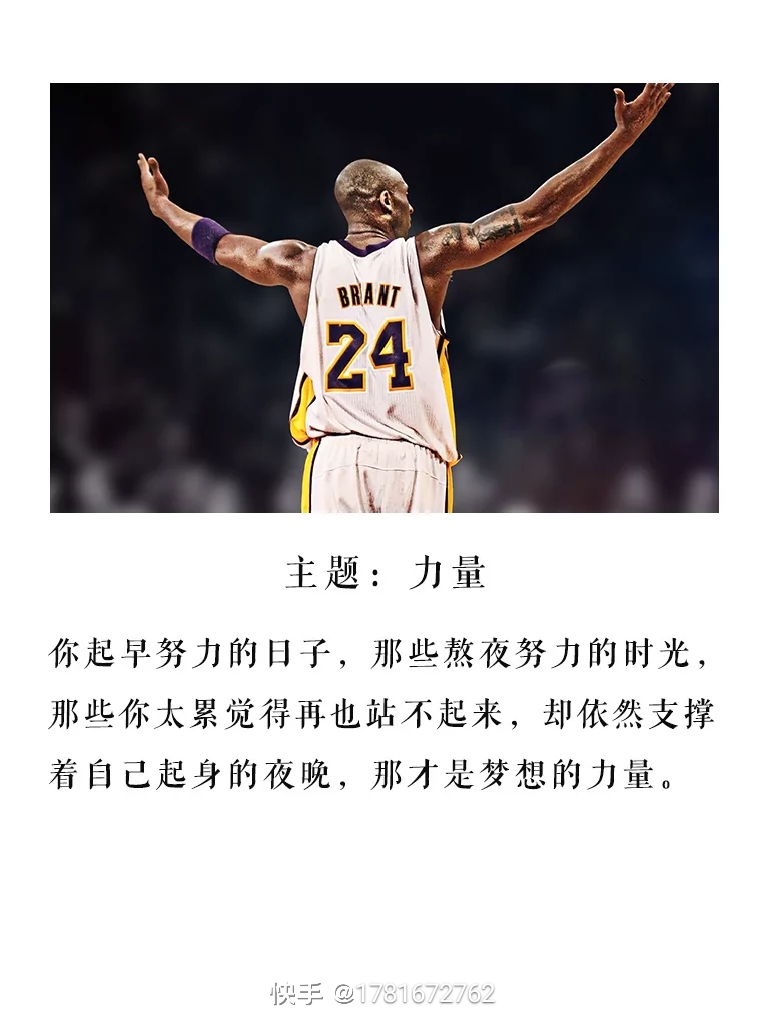 BRYANT
24
主题：力量
你起早努力的日子，那些熬夜努力的时光，
那些你太累觉得再也站不起来，却依然支撑
着自己起身的夜晚，那才是梦想的力量。
快手 @1781672762